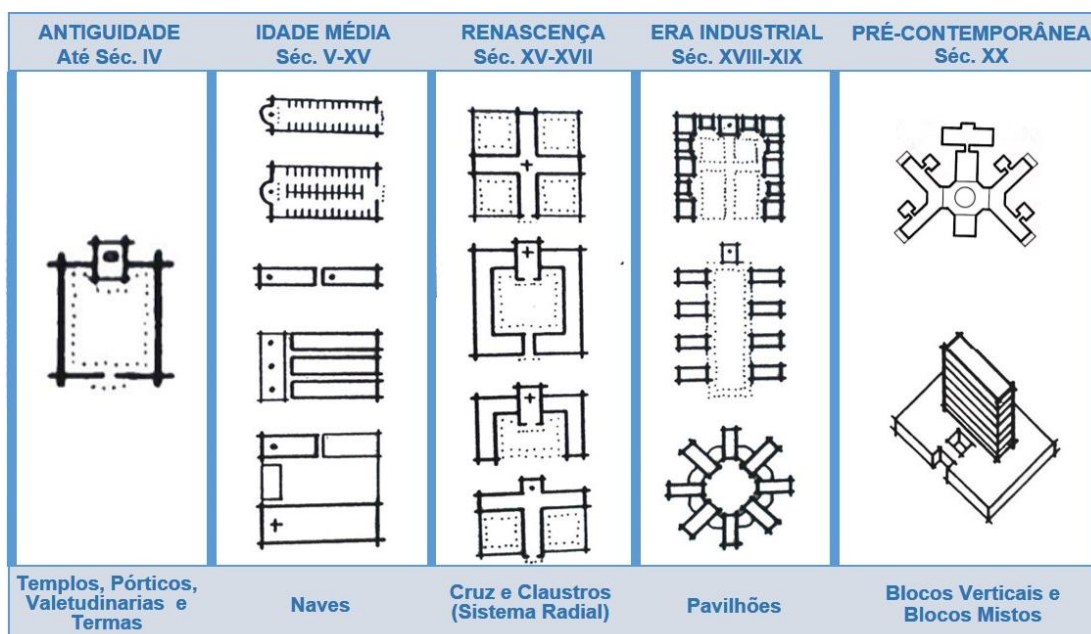 ANTIGUIDADE
Até Séc. IV
IDADE MÉDIA
Séc. V-XV
RENASCENÇA
Séc. XV-XVII
ERA INDUSTRIAL
Séc. XVIII-XIX
PRÉ-CONTEMPORÂNEA
Séc. XX
Templos, Pórticos,
Valetudinarias e
Termas
Naves
Cruz e Claustros
(Sistema Radial)
Pavilhões
Blocos Verticais e
Blocos Mistos